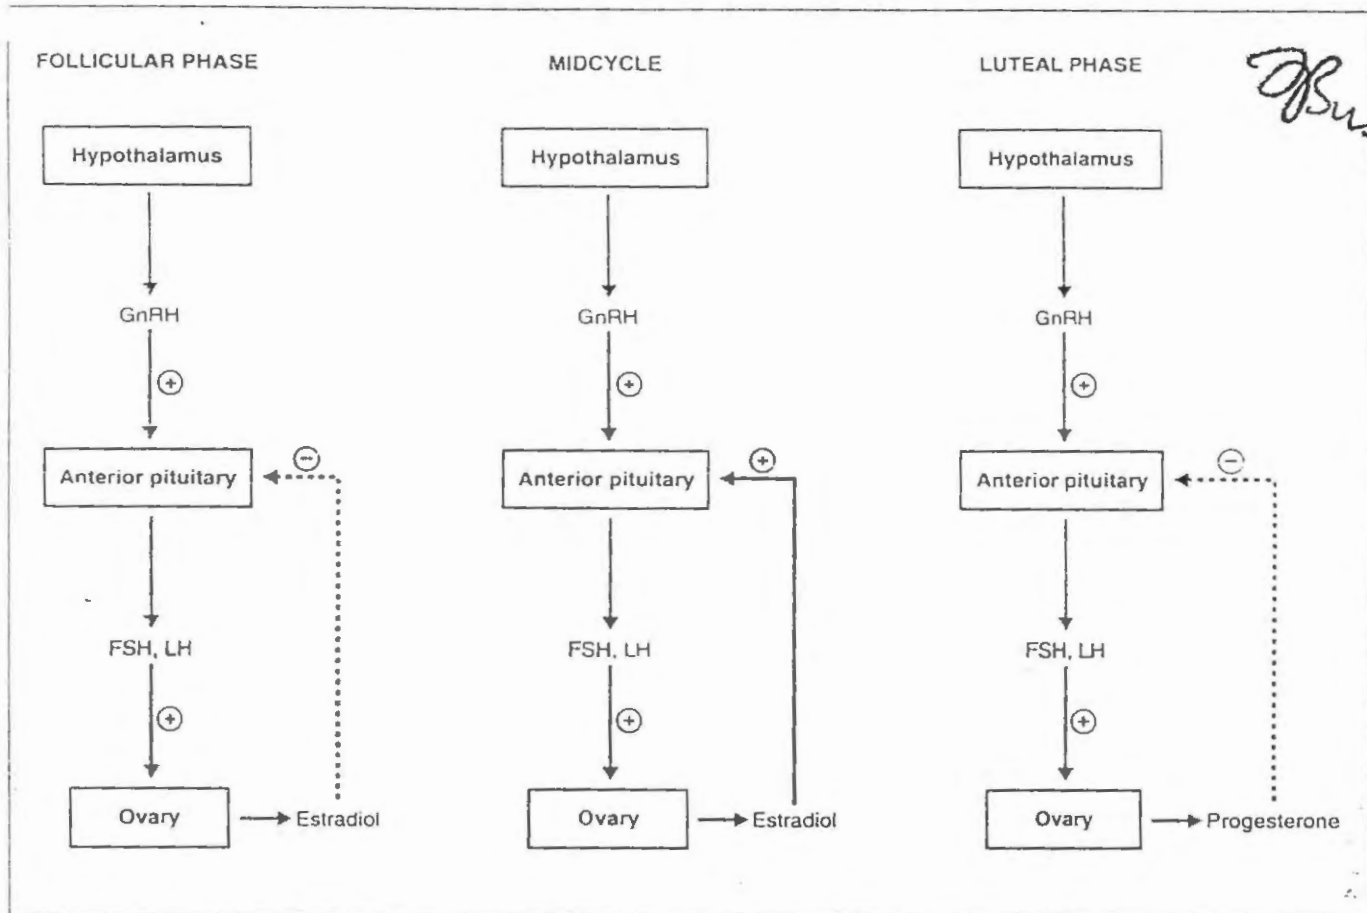 FOLLICULAR PHASE
Hypothalamus
GnRH
+
Anterior pituitary
−
FSH, LH
+
Ovary
Estradiol
MIDCYCLE
Hypothalamus
GnRH
+
Anterior pituitary
+
FSH, LH
+
Ovary
Estradiol
LUTEAL PHASE
Hypothalamus
GnRH
+
Anterior pituitary
−
FSH, LH
+
Ovary
Progesterone